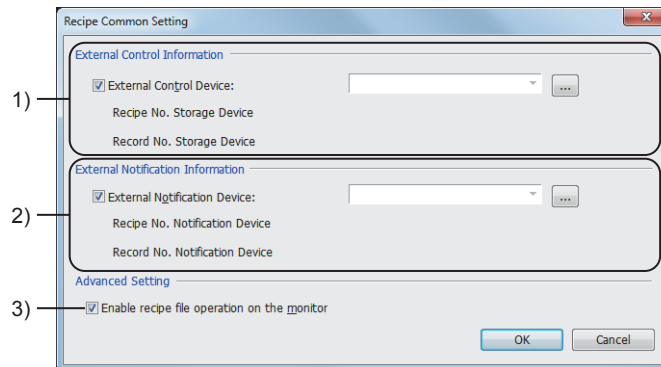 Recipe Common Setting
External Control Information
1)
External Control Device:
...
Recipe No. Storage Device
Record No. Storage Device
External Notification Information
2)
External Notification Device:
...
Recipe No. Notification Device
Record No. Notification Device
Advanced Setting
3)
Enable recipe file operation on the monitor
OK Cancel